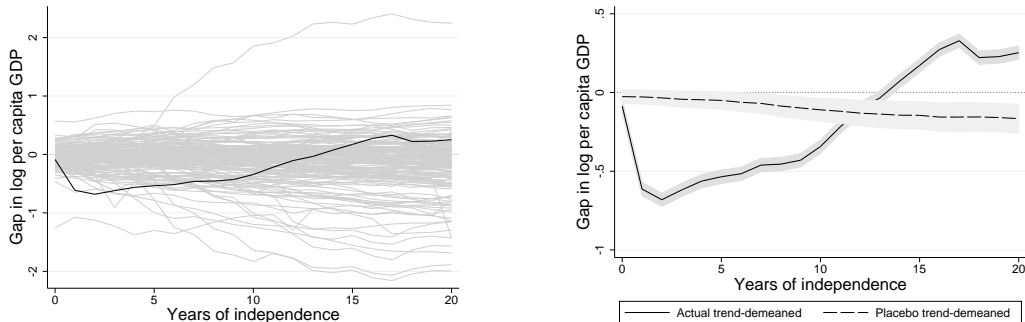 Gap in log per capita GDP
2
1
0
-1
-2
0 5 10 15 20
Years of independence
Gap in log per capita GDP
.5
0
-.5
-1
0 5 10 15 20
Years of independence
Actual trend-demeaned Placebo trend-demeaned